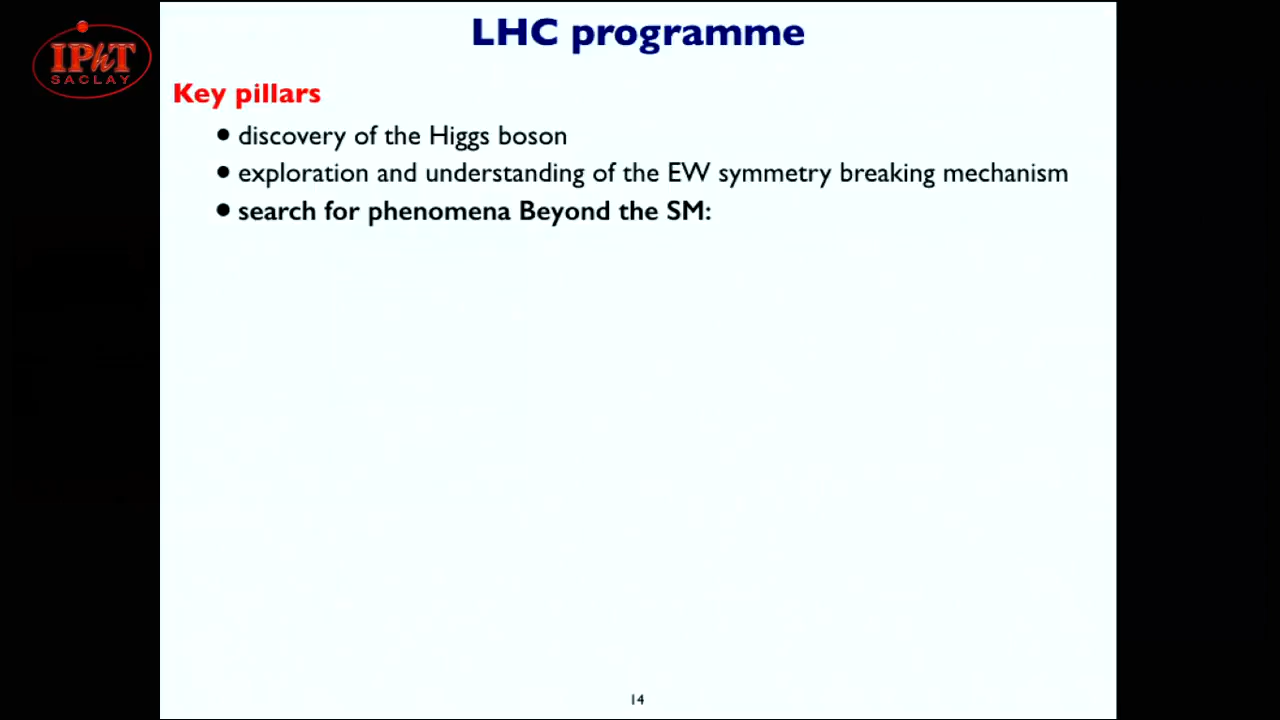 LHC programme
IPhT
SACLAY
Key pillars
• discovery of the Higgs boson
• exploration and understanding of the EW symmetry breaking mechanism
• search for phenomena Beyond the SM:
14